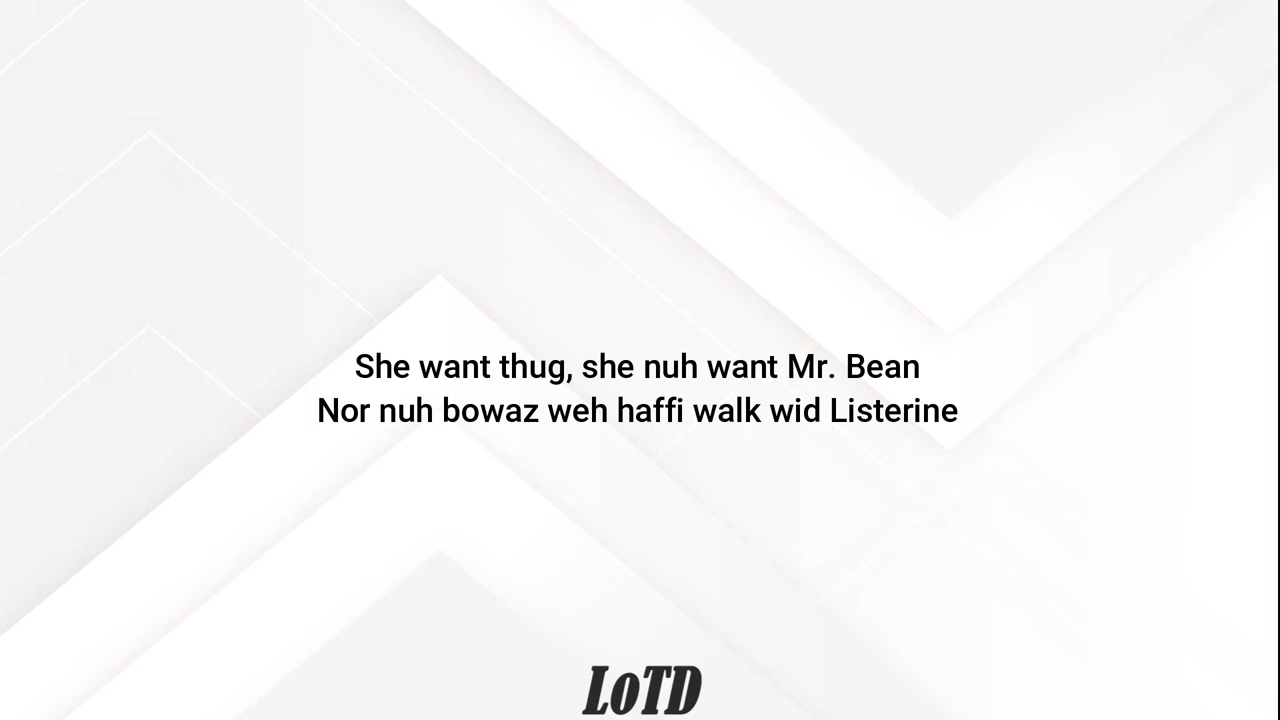 She want thug, she nuh want Mr. Bean
Nor nuh bowaz weh haffi walk wid Listerine
LoTD